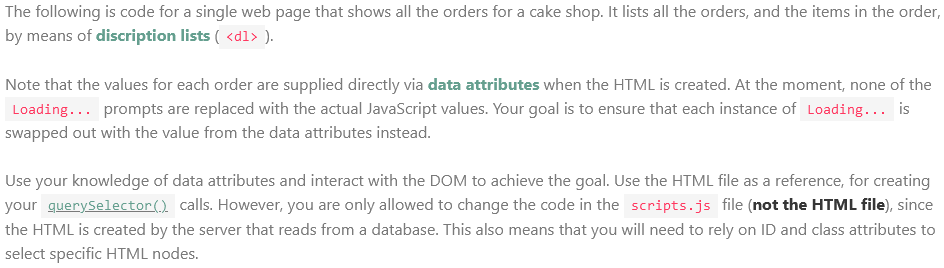 The following is code for a single web page that shows all the orders for a cake shop. It lists all the orders, and the items in the order,
by means of discription lists ( <dl> ).
Note that the values for each order are supplied directly via data attributes when the HTML is created. At the moment, none of the
Loading... prompts are replaced with the actual JavaScript values. Your goal is to ensure that each instance of Loading... is
swapped out with the value from the data attributes instead.
Use your knowledge of data attributes and interact with the DOM to achieve the goal. Use the HTML file as a reference, for creating
your querySelector() calls. However, you are only allowed to change the code in the scripts.js file (not the HTML file), since
the HTML is created by the server that reads from a database. This also means that you will need to rely on ID and class attributes to
select specific HTML nodes.